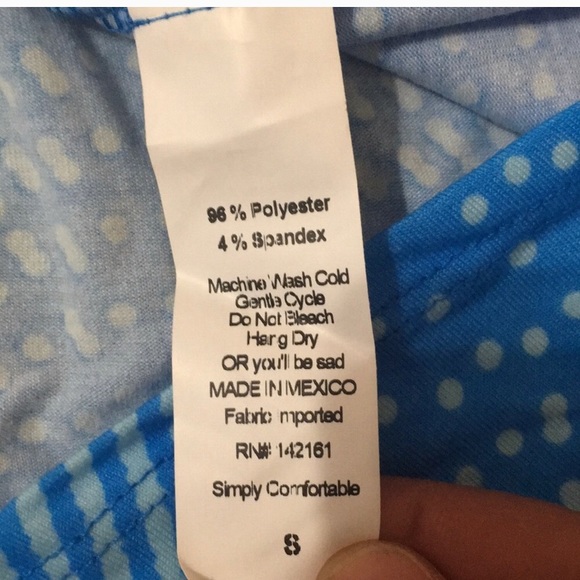 96 % Polyester
4 % Spandex
Machine Wash Cold
Gentle Cycle
Do Not Bleach
Hang Dry
OR you'll be sad
MADE IN MEXICO
Fabric Imported
RN# 142161
Simply Comfortable
S